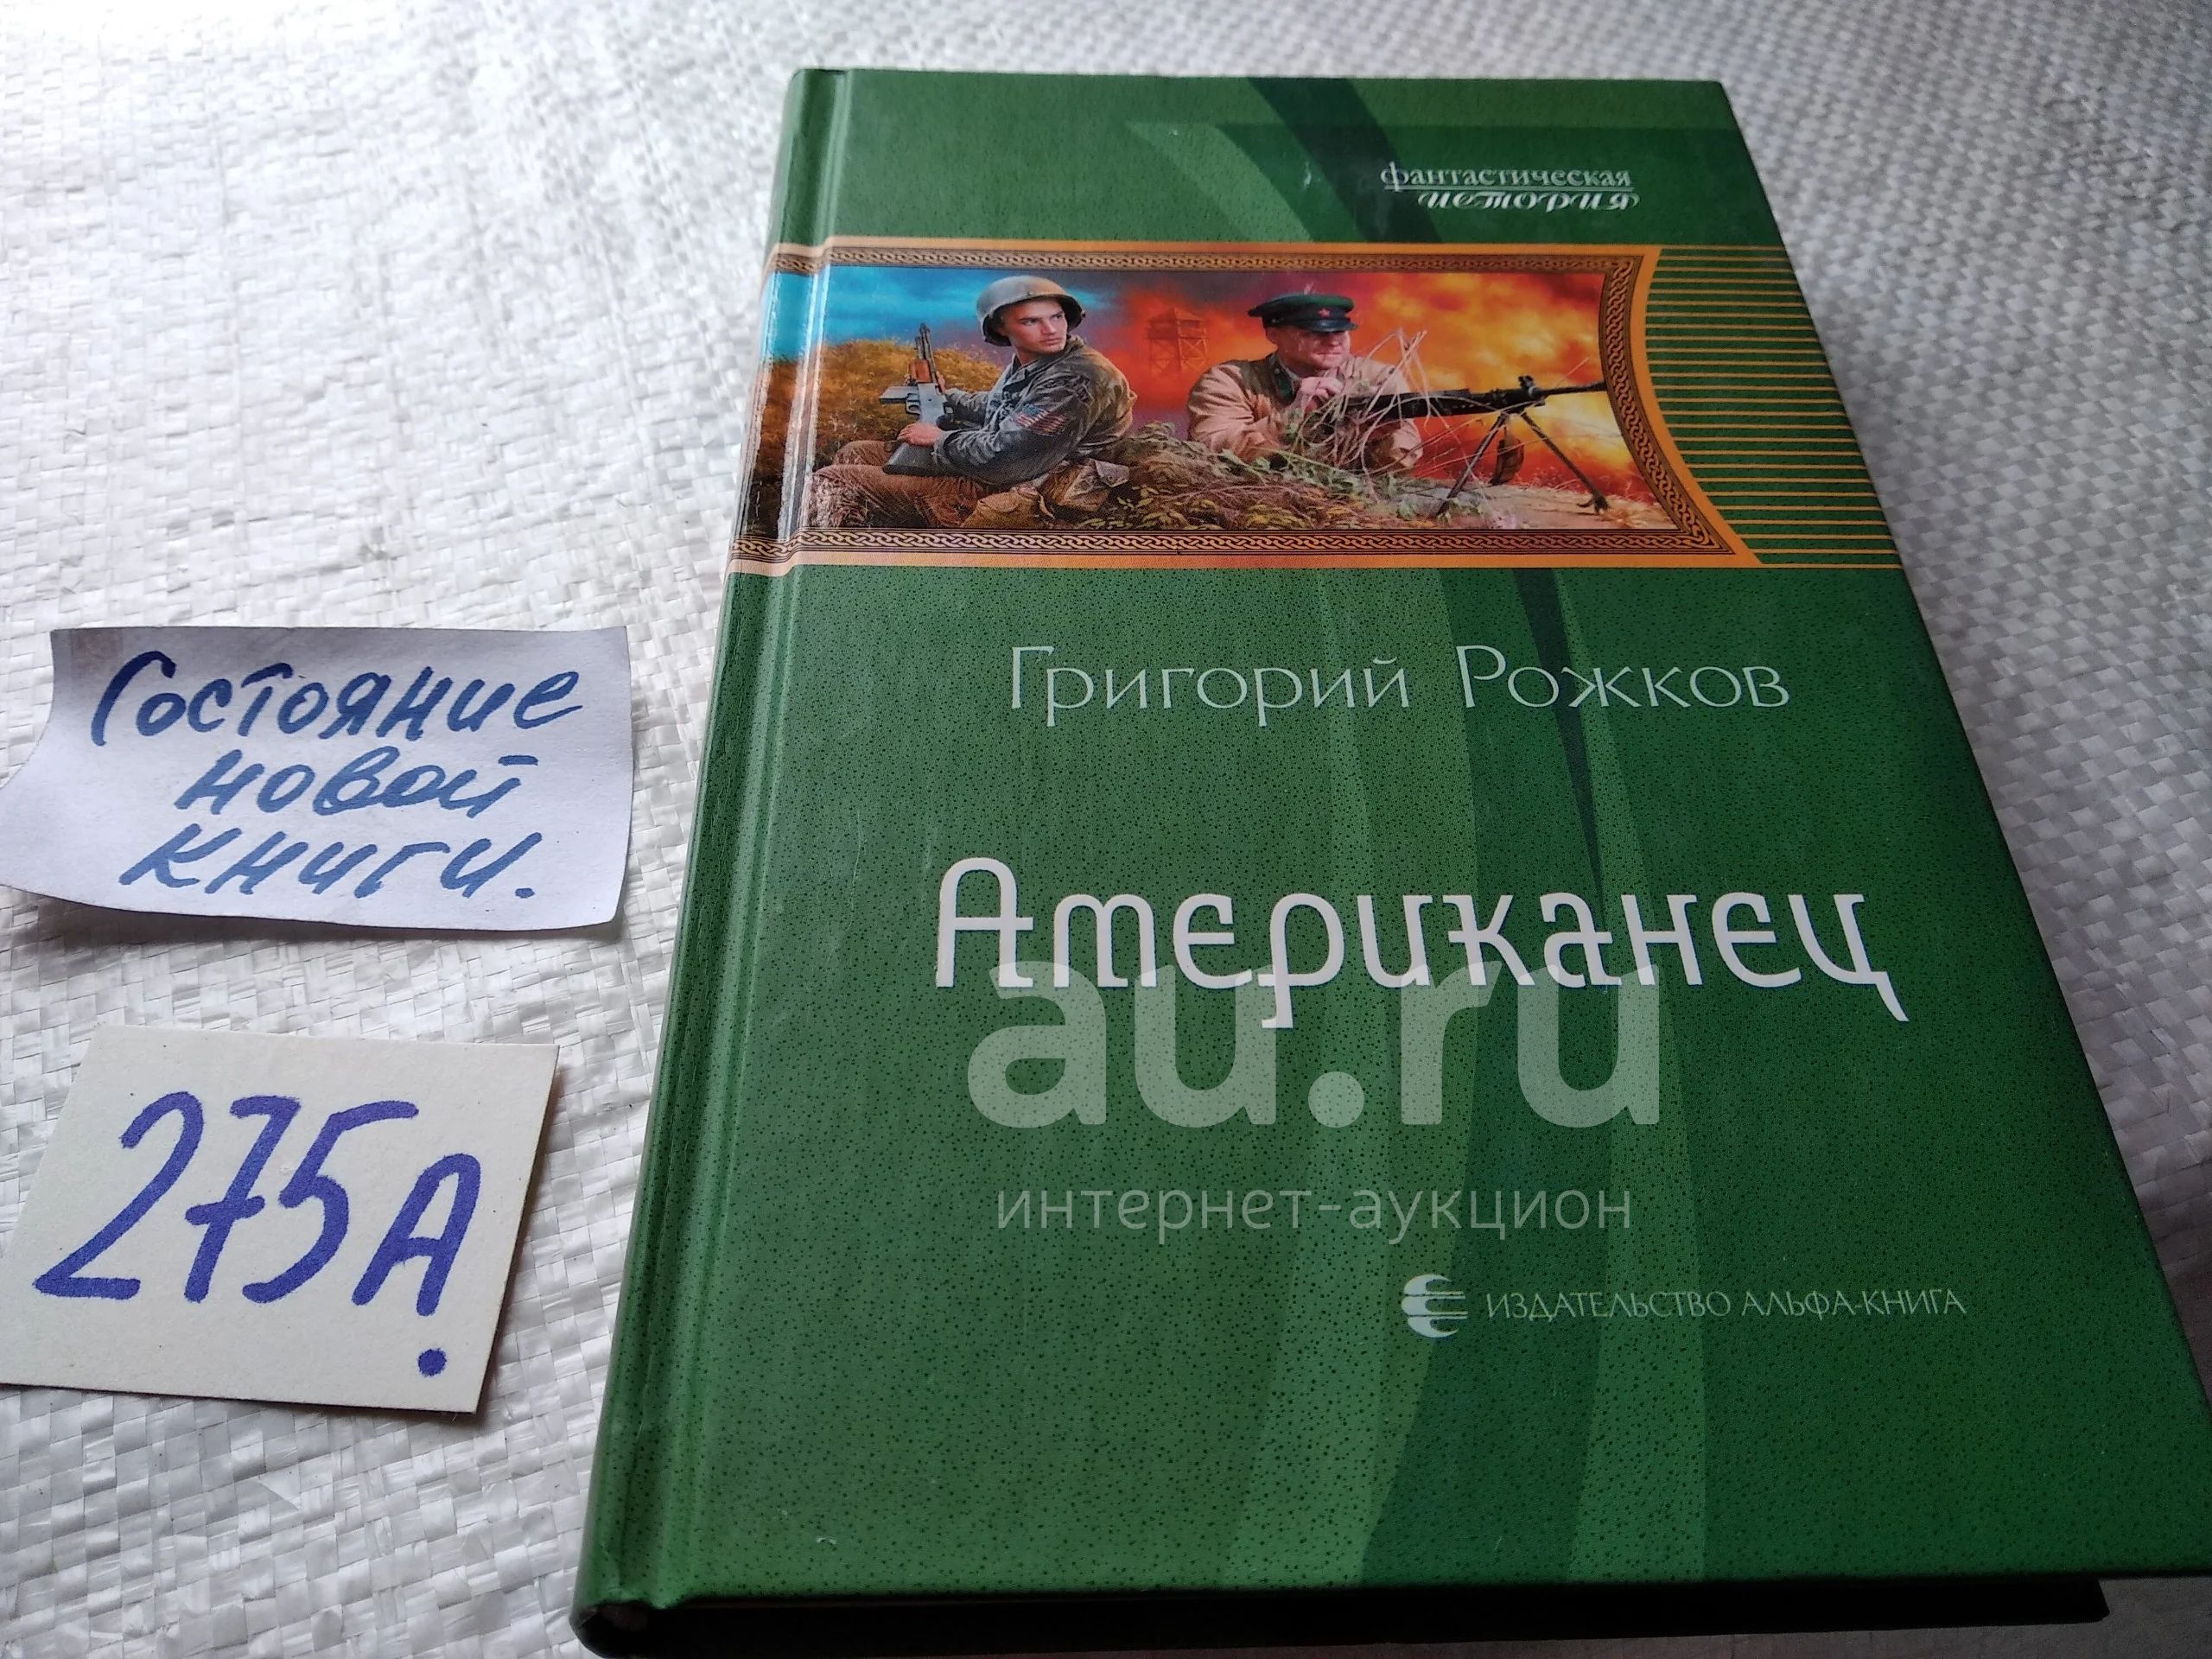 фантастическая
история
Григорий Рожков
Американец
au.ru
интернет-аукцион
ИЗДАТЕЛЬСТВО АЛЬФА-КНИГА
Состояние
новой
книги.
275А.